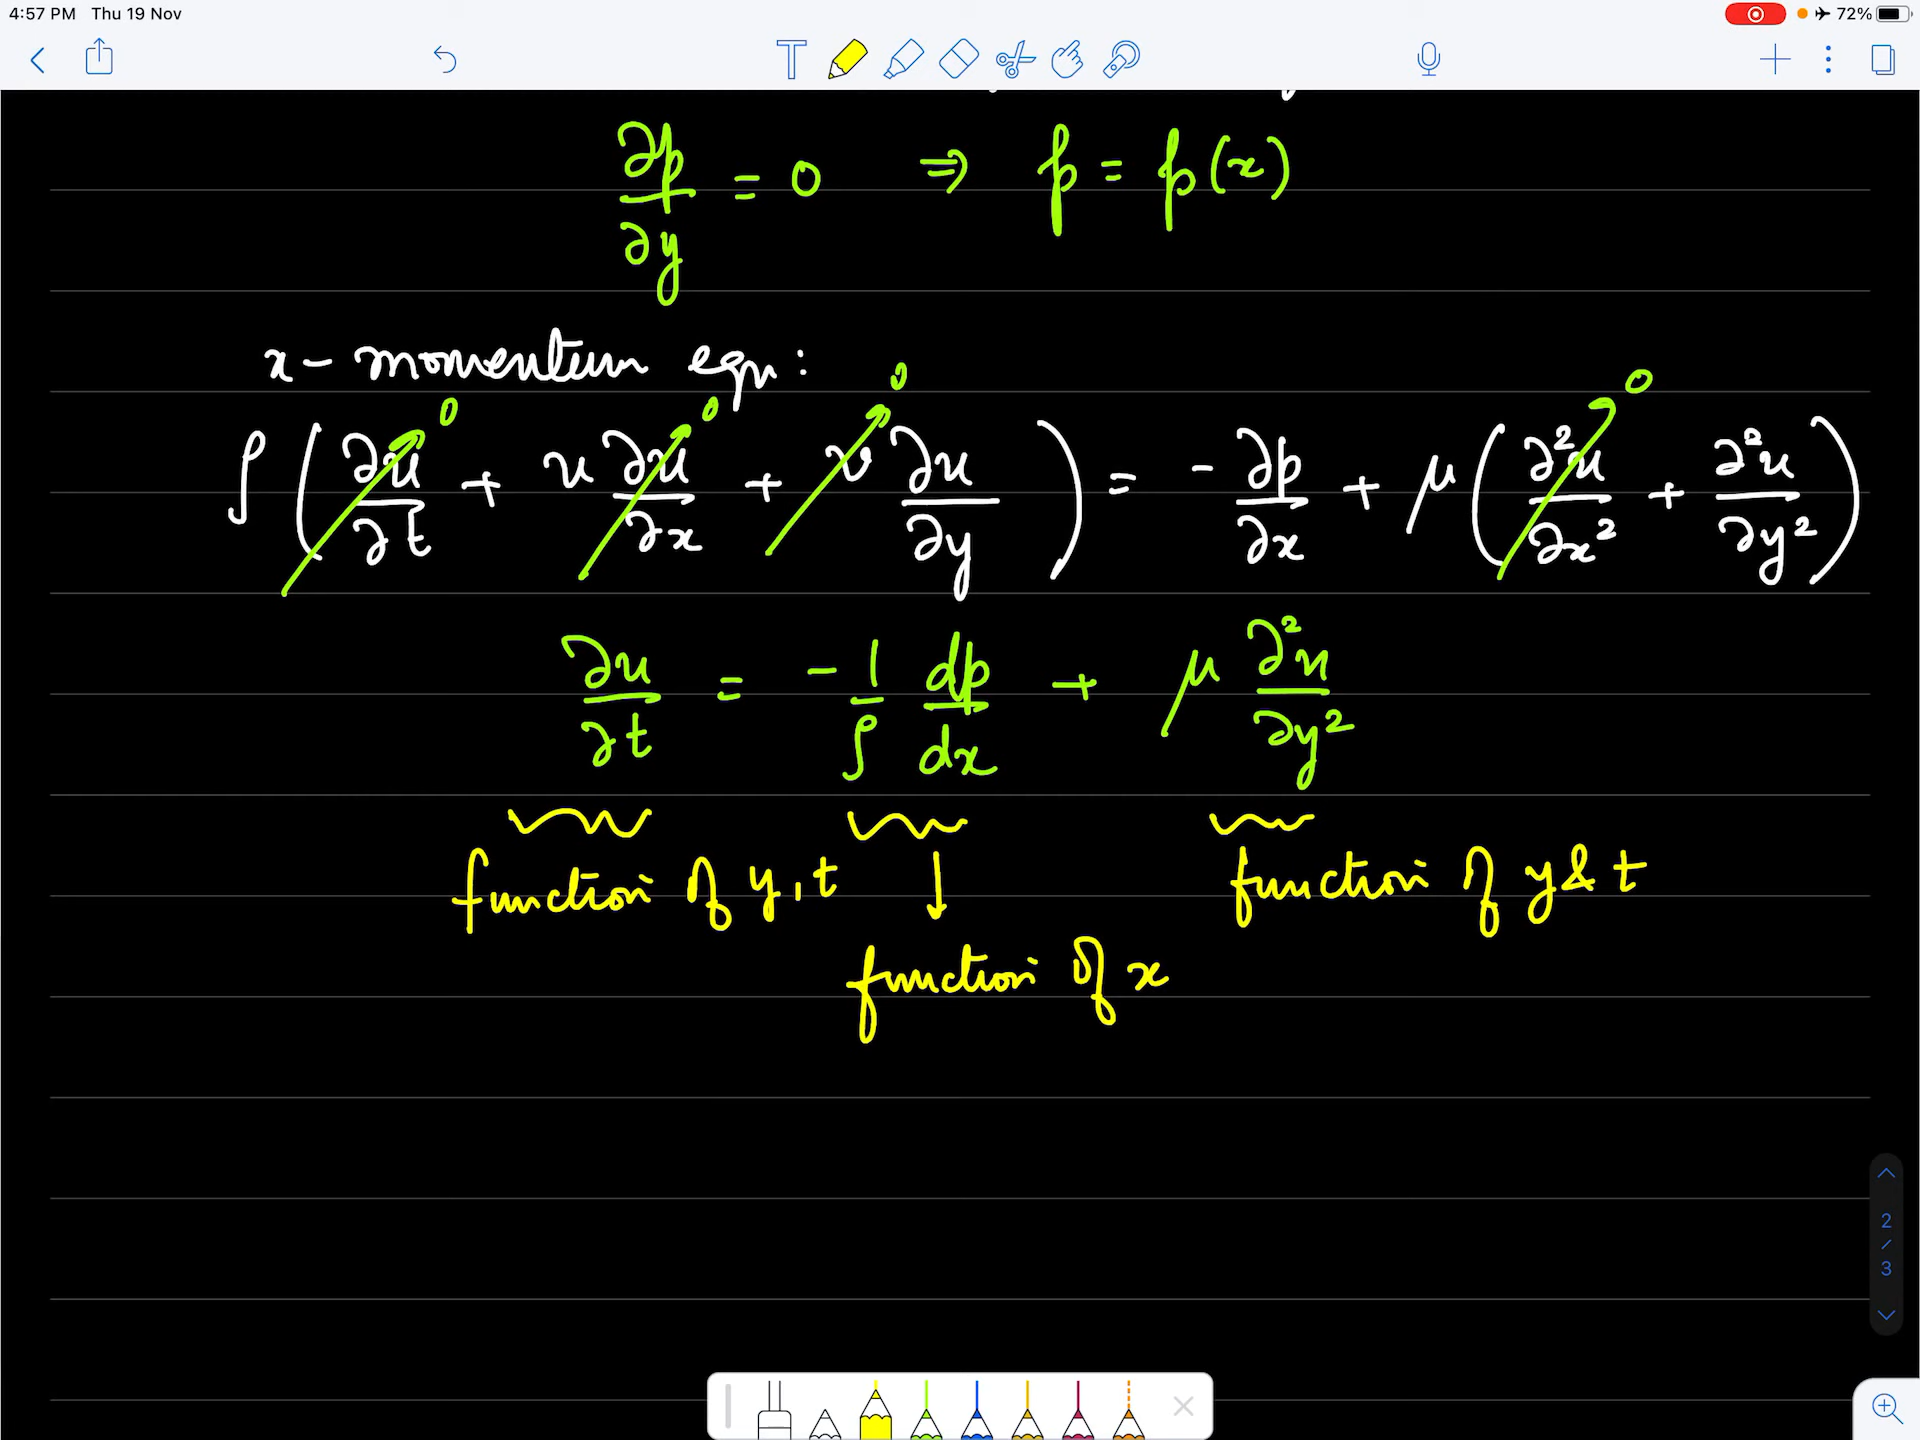 4:57 PM Thu 19 Nov 72%
T
∂p/∂y = 0 ⇒ p = p(x)
x-momentum eqn:
0 0 0 0
ρ(∂u/∂t + u ∂u/∂x + v ∂u/∂y) = -∂p/∂x + μ(∂²u/∂x² + ∂²u/∂y²)
∂u/∂t = -1/ρ dp/dx + μ ∂²u/∂y²
function of y, t function of y & t
function of x
2
/
3